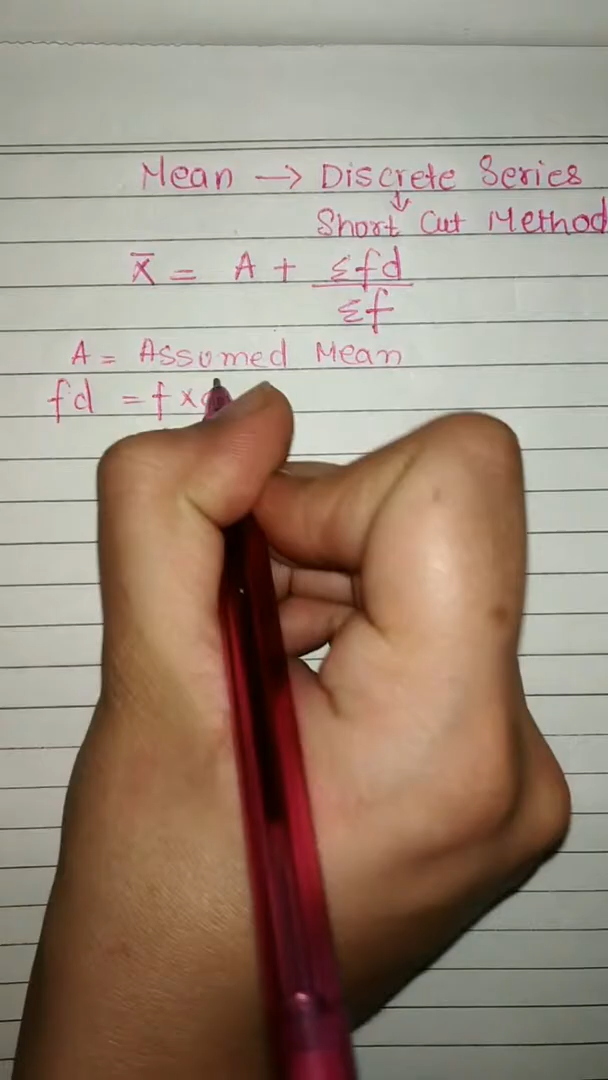 Mean → Discrete Series
↓
Short Cut Method
X̅ = A + Σfd / Σf
A = Assumed Mean
fd = f ×